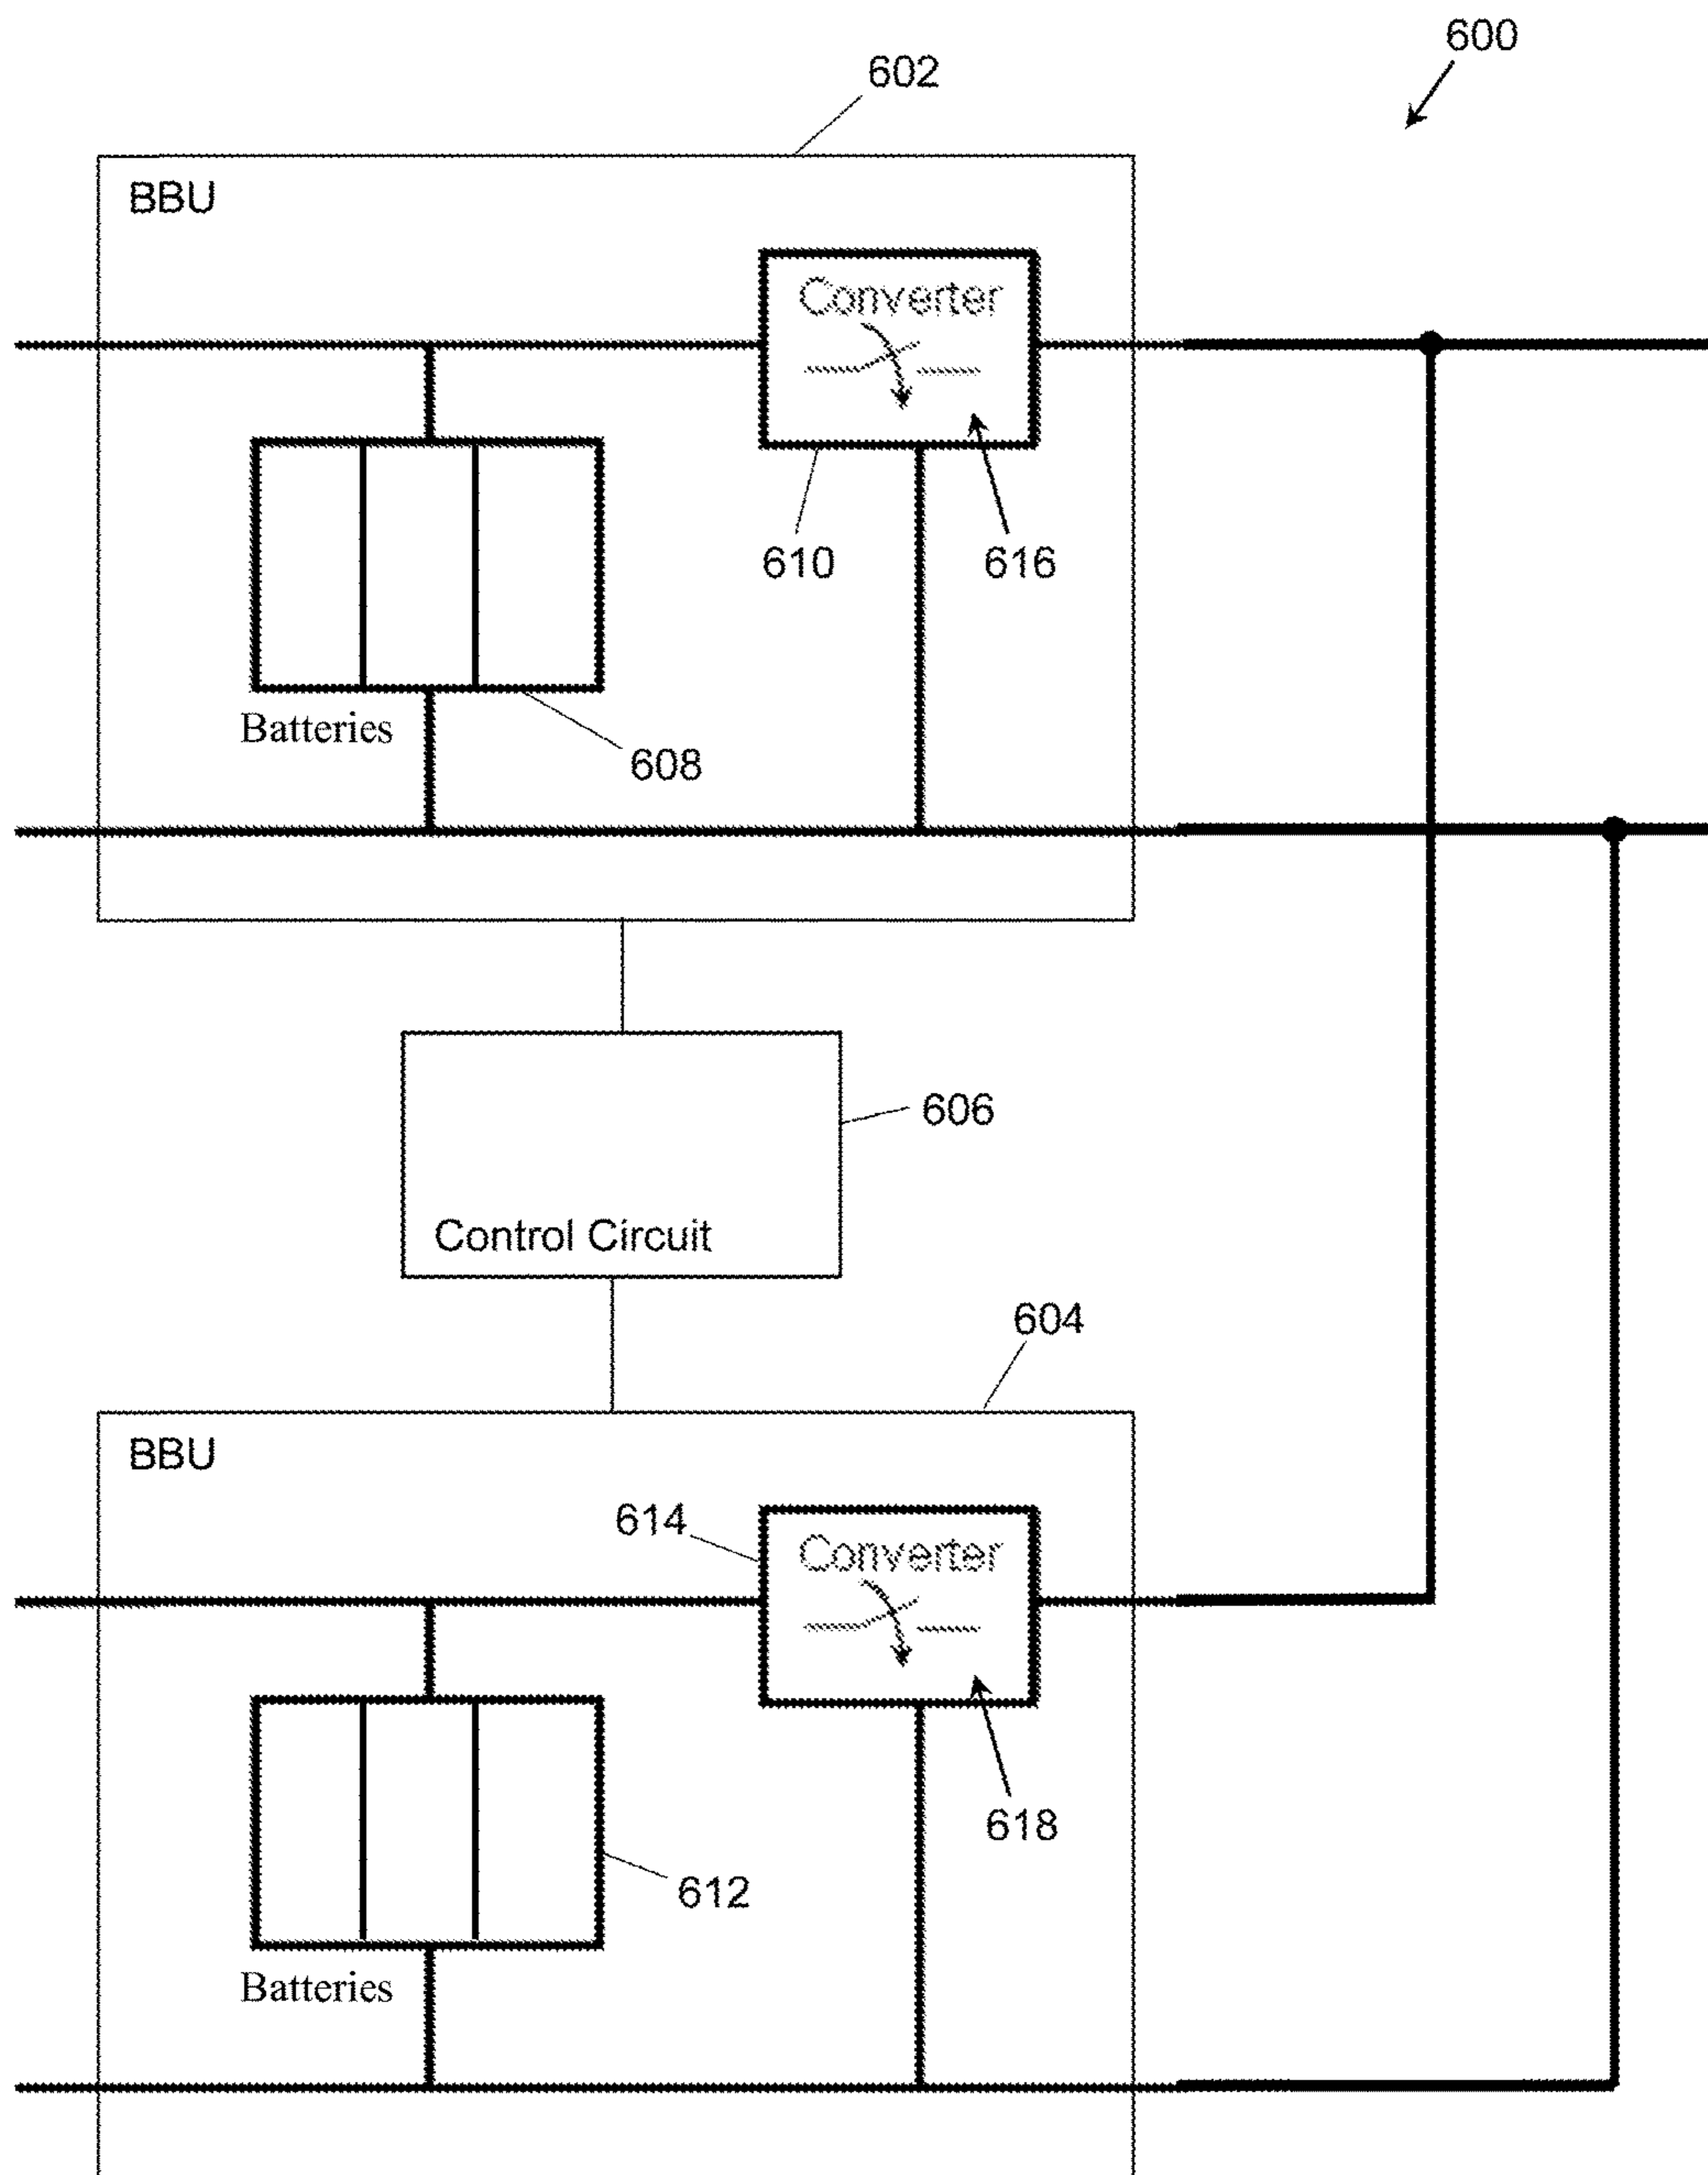 600
602
BBU
Converter
610
616
Batteries
608
606
Control Circuit
604
BBU
614
Converter
618
612
Batteries